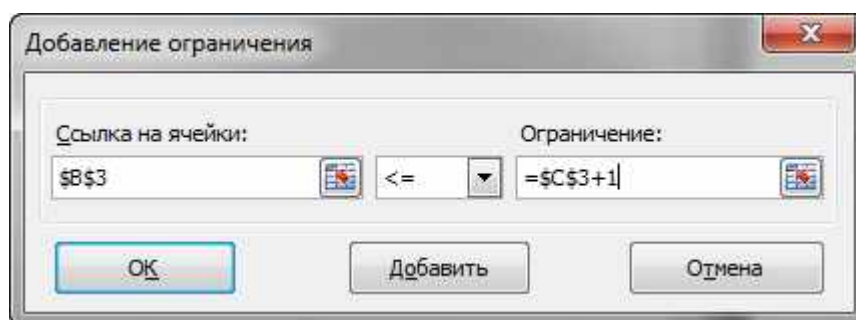 Добавление ограничения
Ссылка на ячейки: Ограничение:
$B$3 <= =$C$3+1
ОК Добавить Отмена